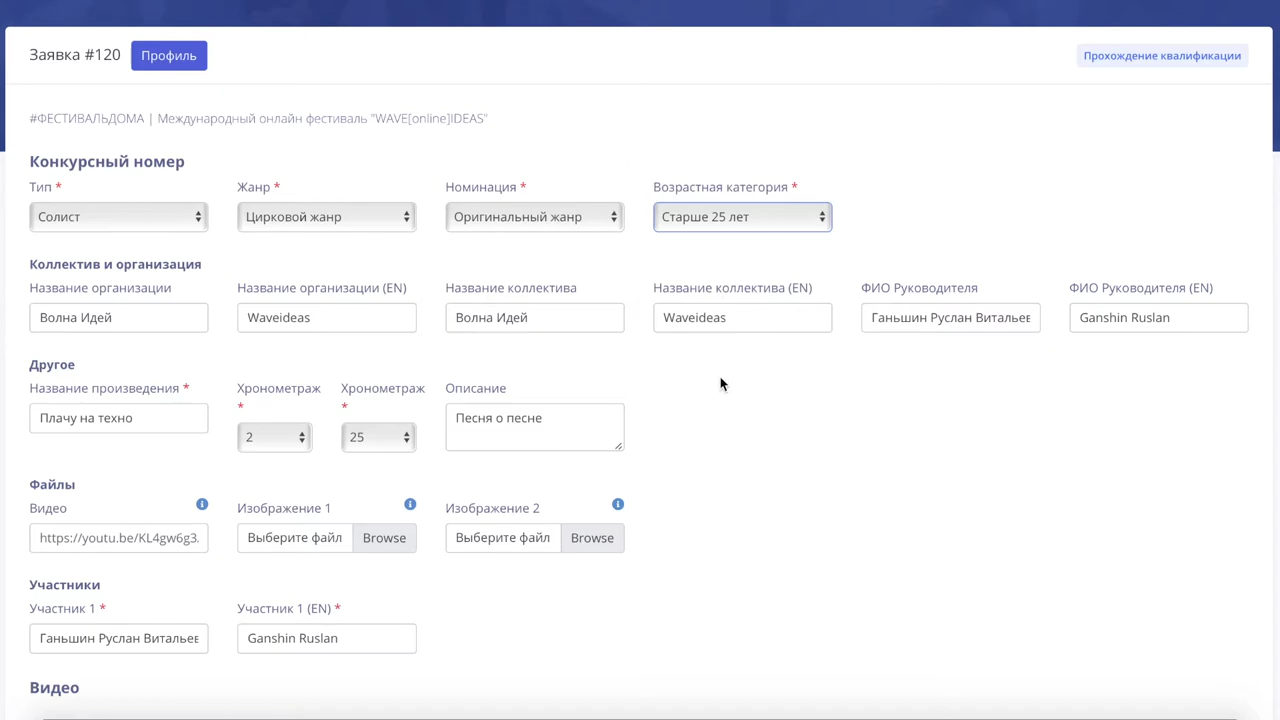 Заявка #120 Профиль Прохождение квалификации
#ФЕСТИВАЛЬДОМА | Международный онлайн фестиваль "WAVE[online]IDEAS"
Конкурсный номер
Тип * Жанр * Номинация * Возрастная категория *
Солист Цирковой жанр Оригинальный жанр Старше 25 лет
Коллектив и организация
Название организации Название организации (EN) Название коллектива Название коллектива (EN) ФИО Руководителя ФИО Руководителя (EN)
Волна Идей Waveideas Волна Идей Waveideas Ганьшин Руслан Витальев Ganshin Ruslan
Другое
Название произведения * Хронометраж * Хронометраж * Описание
Плачу на техно 2 25 Песня о песне
Файлы
Видео Изображение 1 Изображение 2
https://youtu.be/KL4gw6g3. Выберите файл Browse Выберите файл Browse
Участники
Участник 1 * Участник 1 (EN) *
Ганьшин Руслан Витальев Ganshin Ruslan
Видео